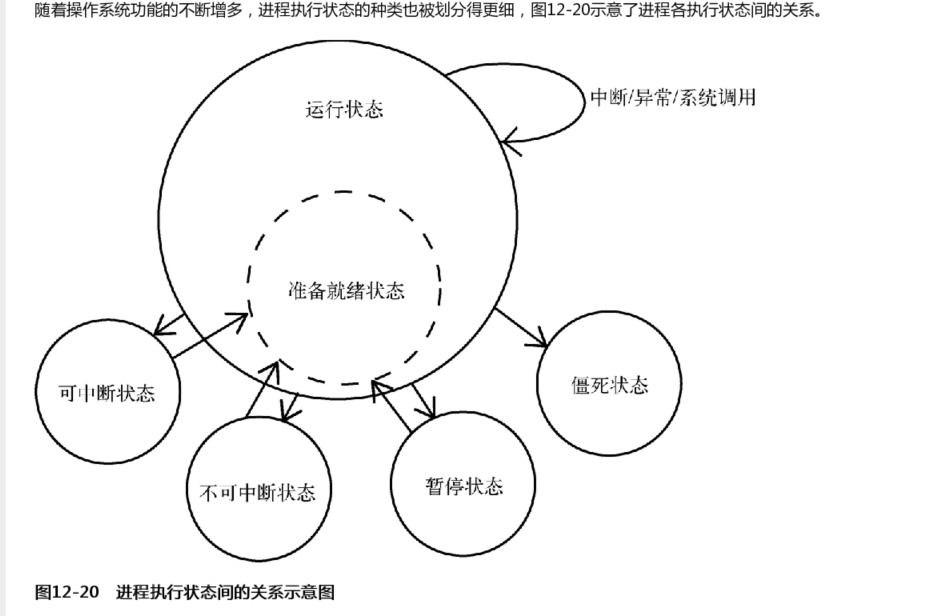 随着操作系统功能的不断增多，进程执行状态的种类也被划分得更细，图12-20示意了进程各执行状态间的关系。
运行状态
中断/异常/系统调用
准备就绪状态
可中断状态
僵死状态
不可中断状态
暂停状态
图12-20 进程执行状态间的关系示意图